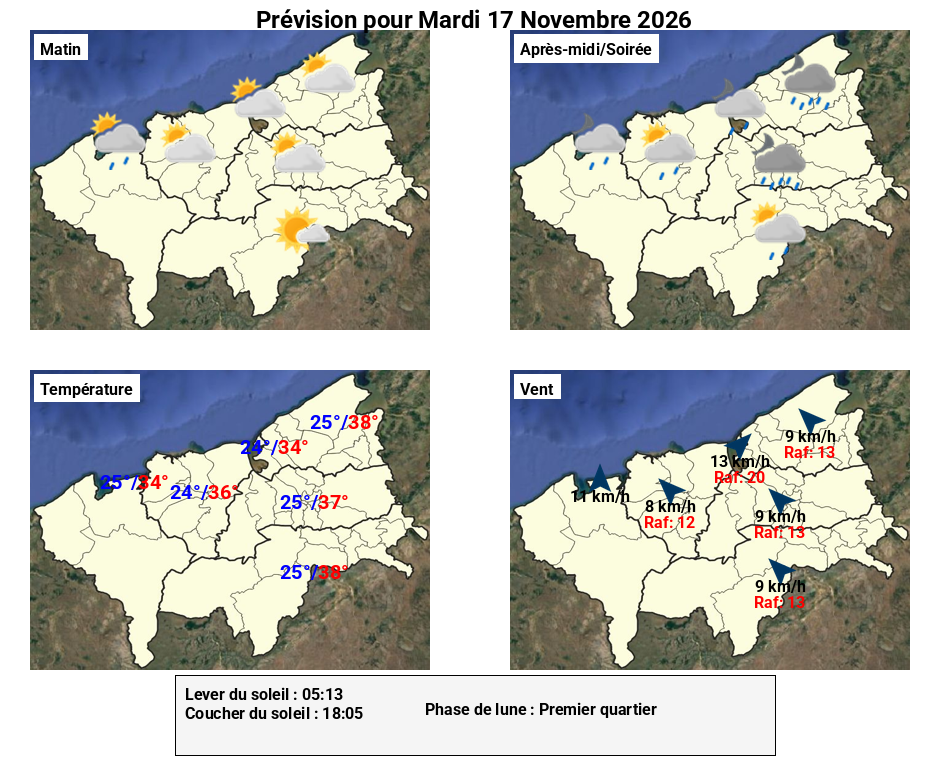 Prévision pour Mardi 17 Novembre 2026
Matin
Après-midi/Soirée
Température
25°/38°
24°/34°
25°/34°
24°/36°
25°/37°
25°/38°
Vent
9 km/h
Raf: 13
13 km/h
Raf: 20
11 km/h
8 km/h
Raf: 12
9 km/h
Raf: 13
9 km/h
Raf: 13
Lever du soleil : 05:13
Coucher du soleil : 18:05
Phase de lune : Premier quartier